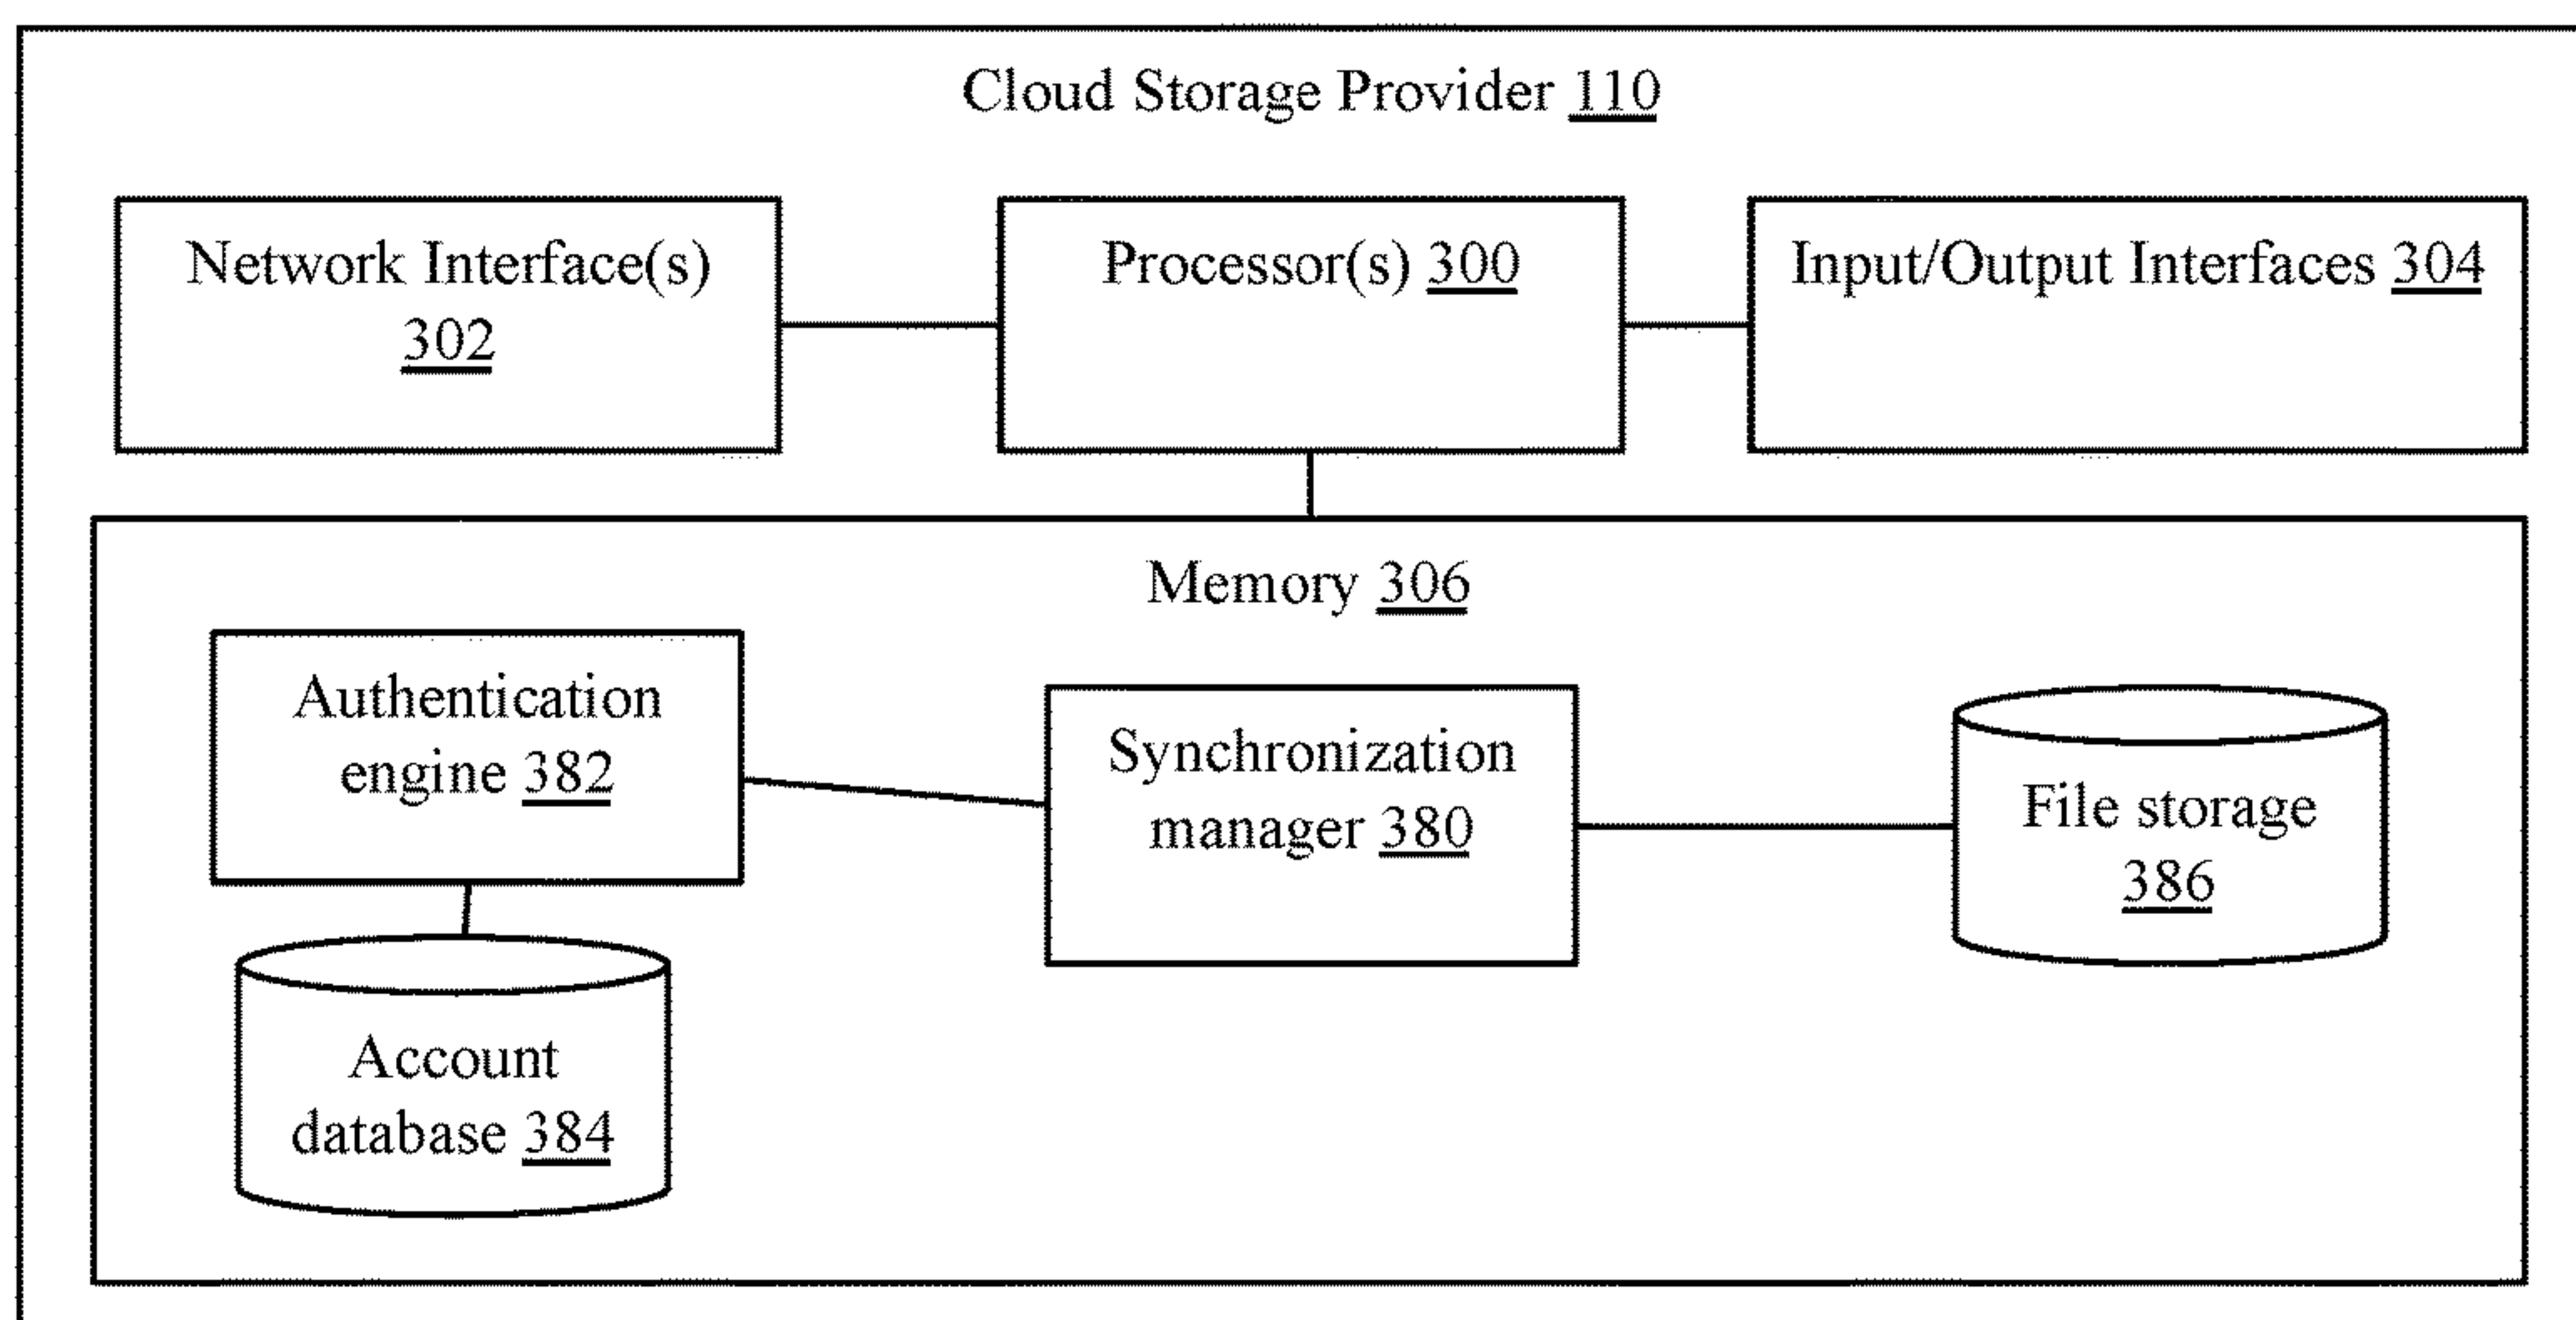 Cloud Storage Provider 110
Network Interface(s)
302
Processor(s) 300
Input/Output Interfaces 304
Memory 306
Authentication
engine 382
Synchronization
manager 380
File storage
386
Account
database 384